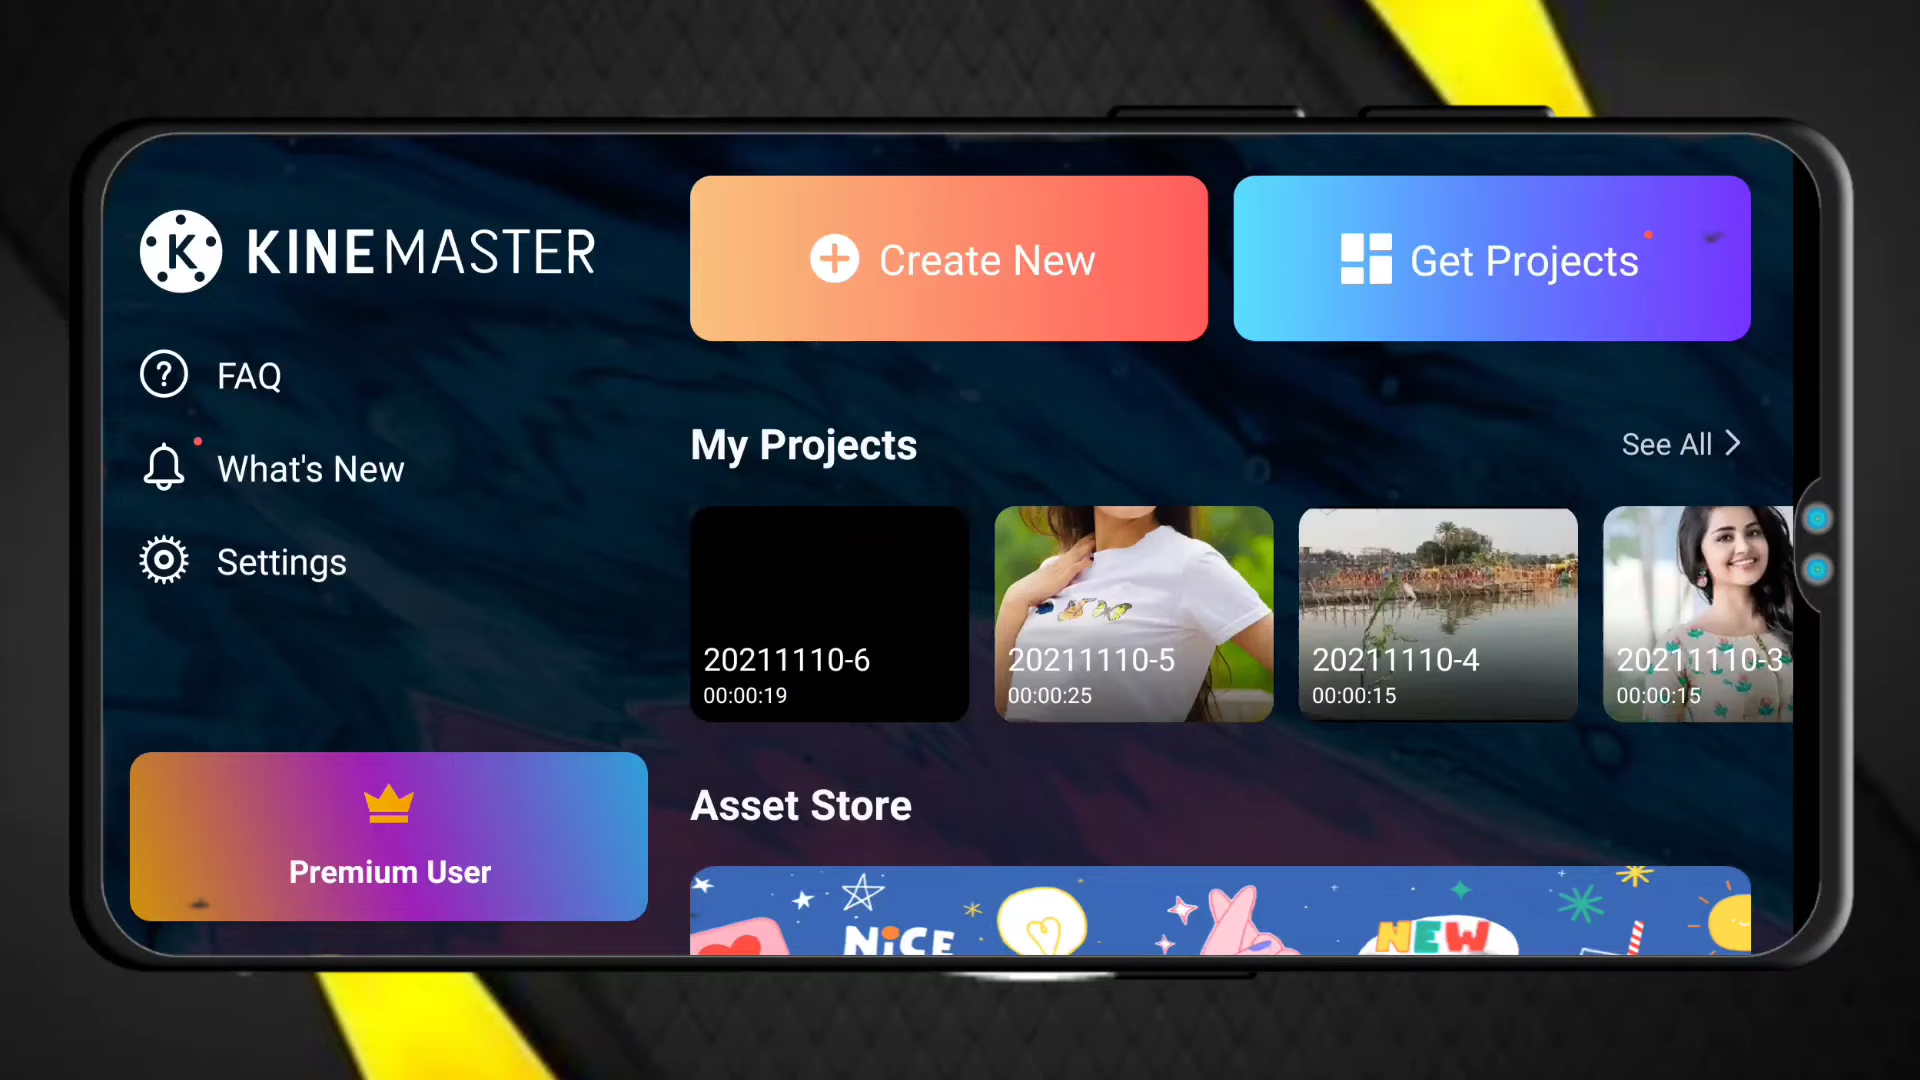 K KINEMASTER
FAQ
What's New
Settings
Premium User
Create New
Get Projects
My Projects
See All
20211110-6
00:00:19
20211110-5
00:00:25
20211110-4
00:00:15
20211110-3
00:00:15
Asset Store
NiCE
NEW